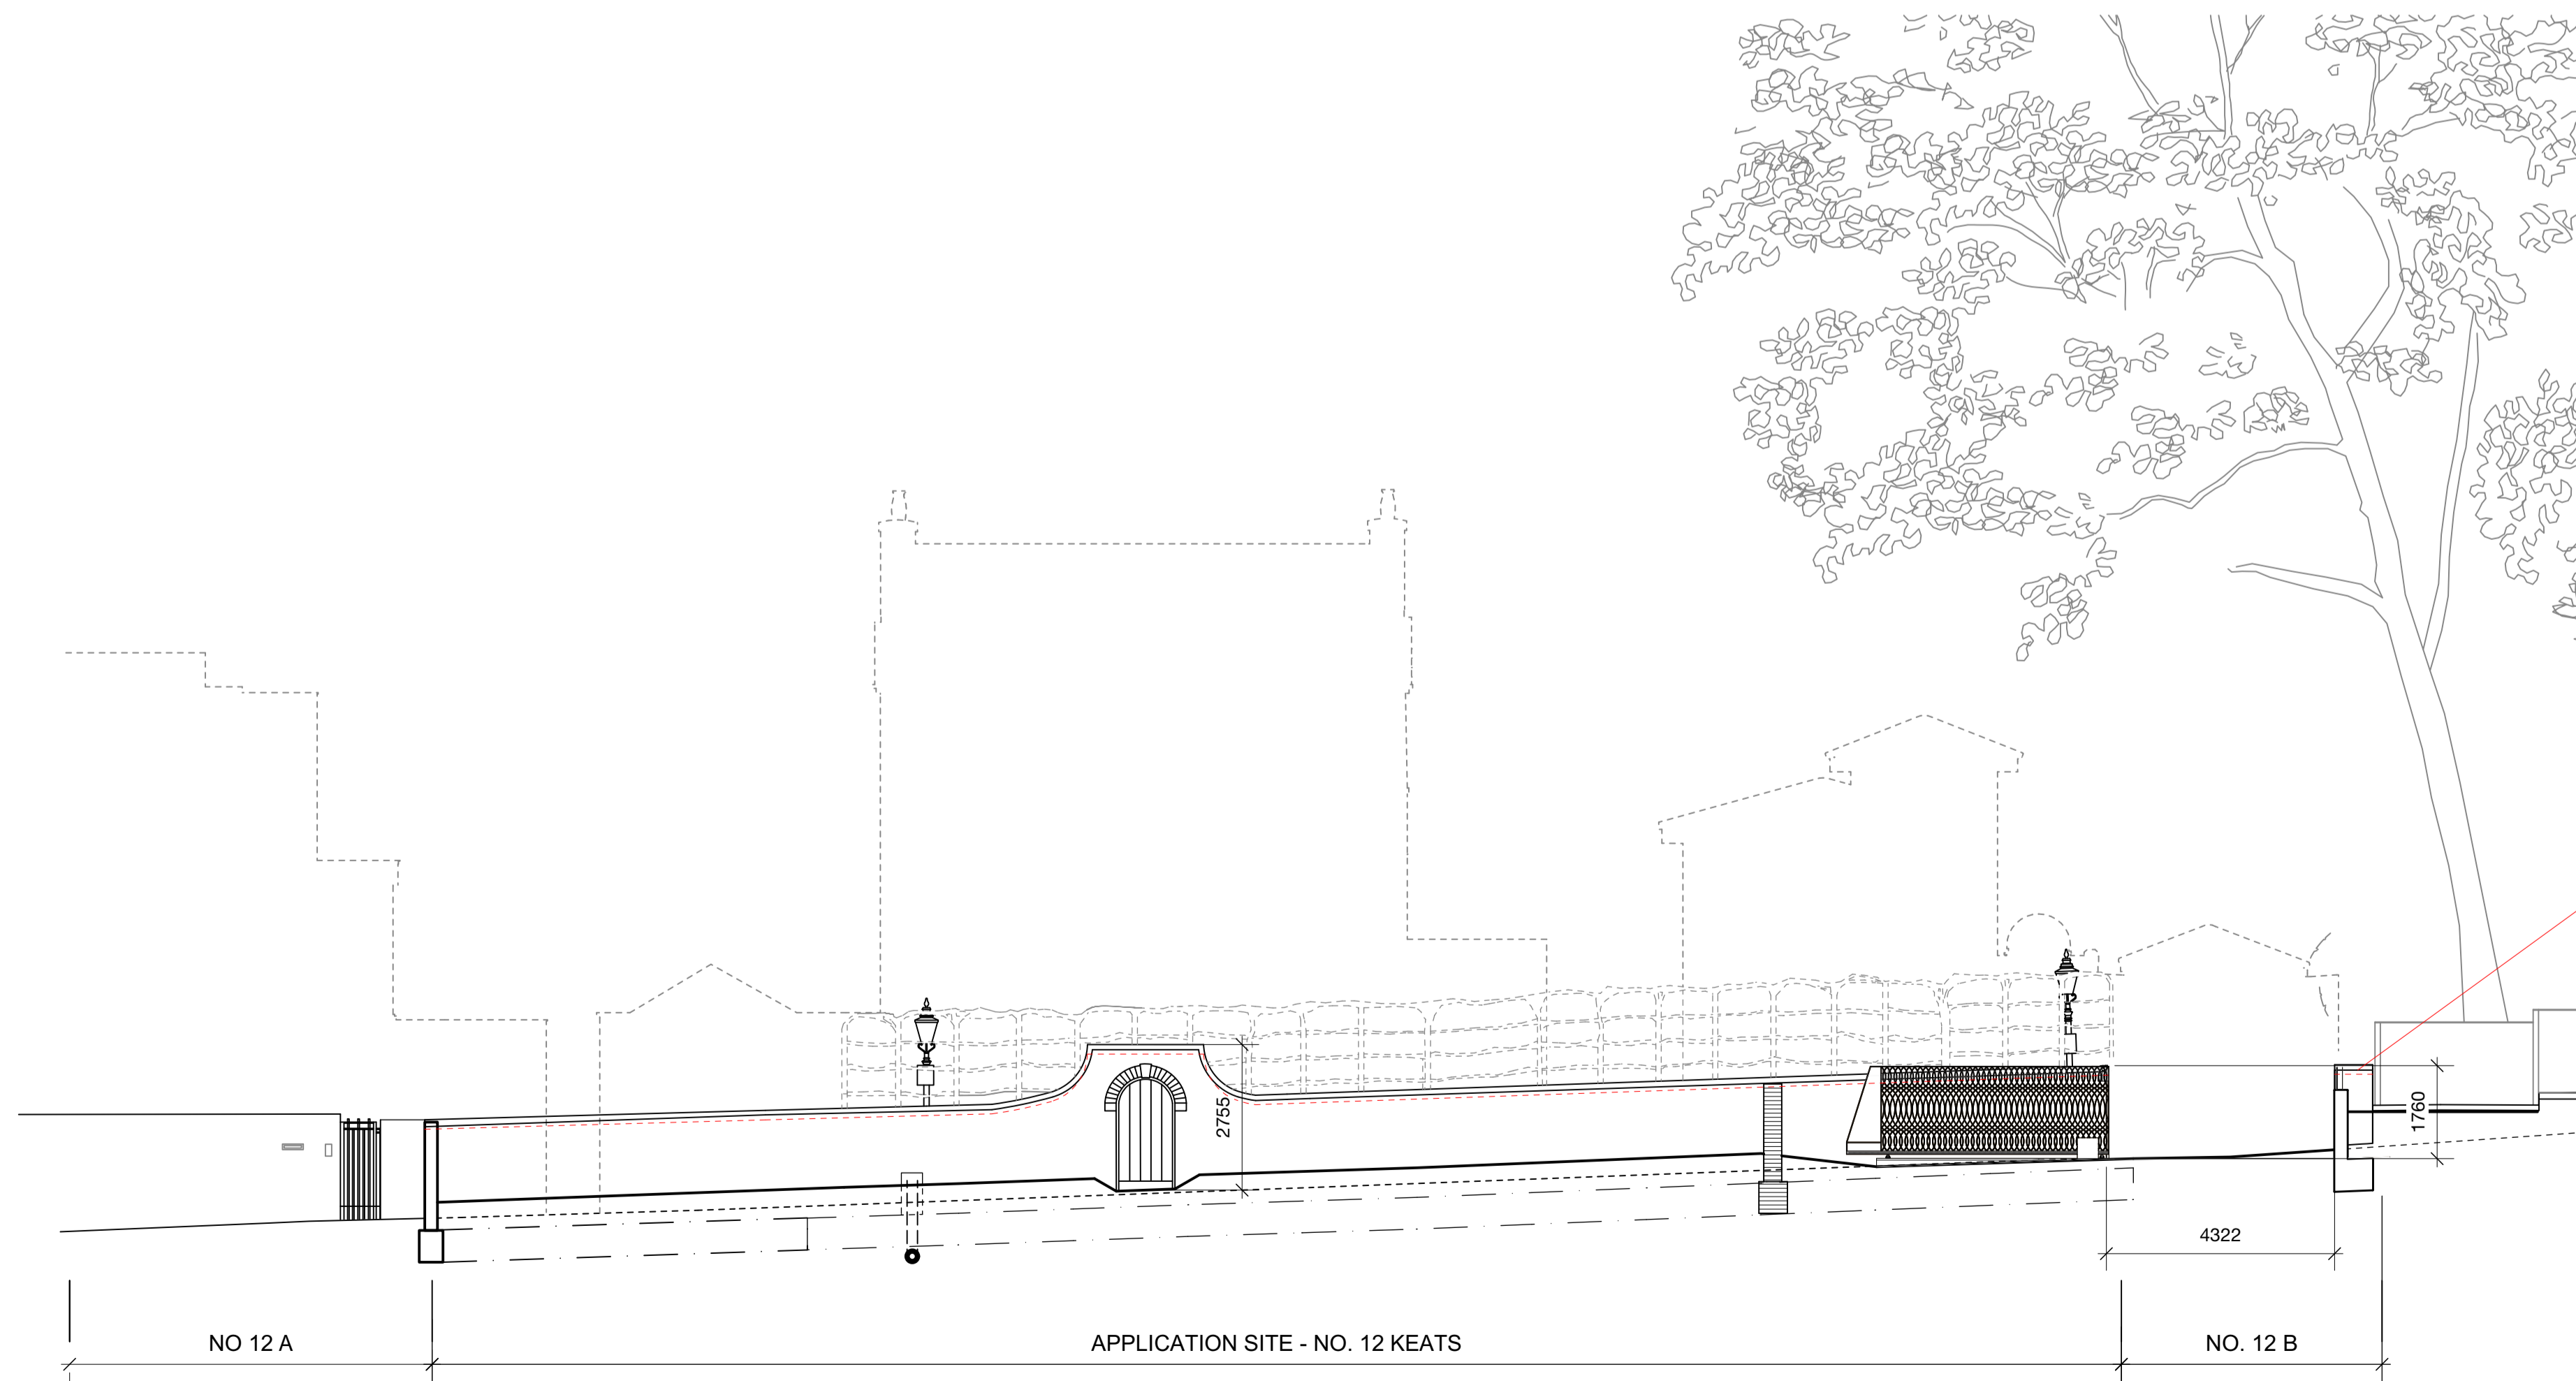 2755
1760
4322
NO 12 A
APPLICATION SITE - NO. 12 KEATS
NO. 12 B